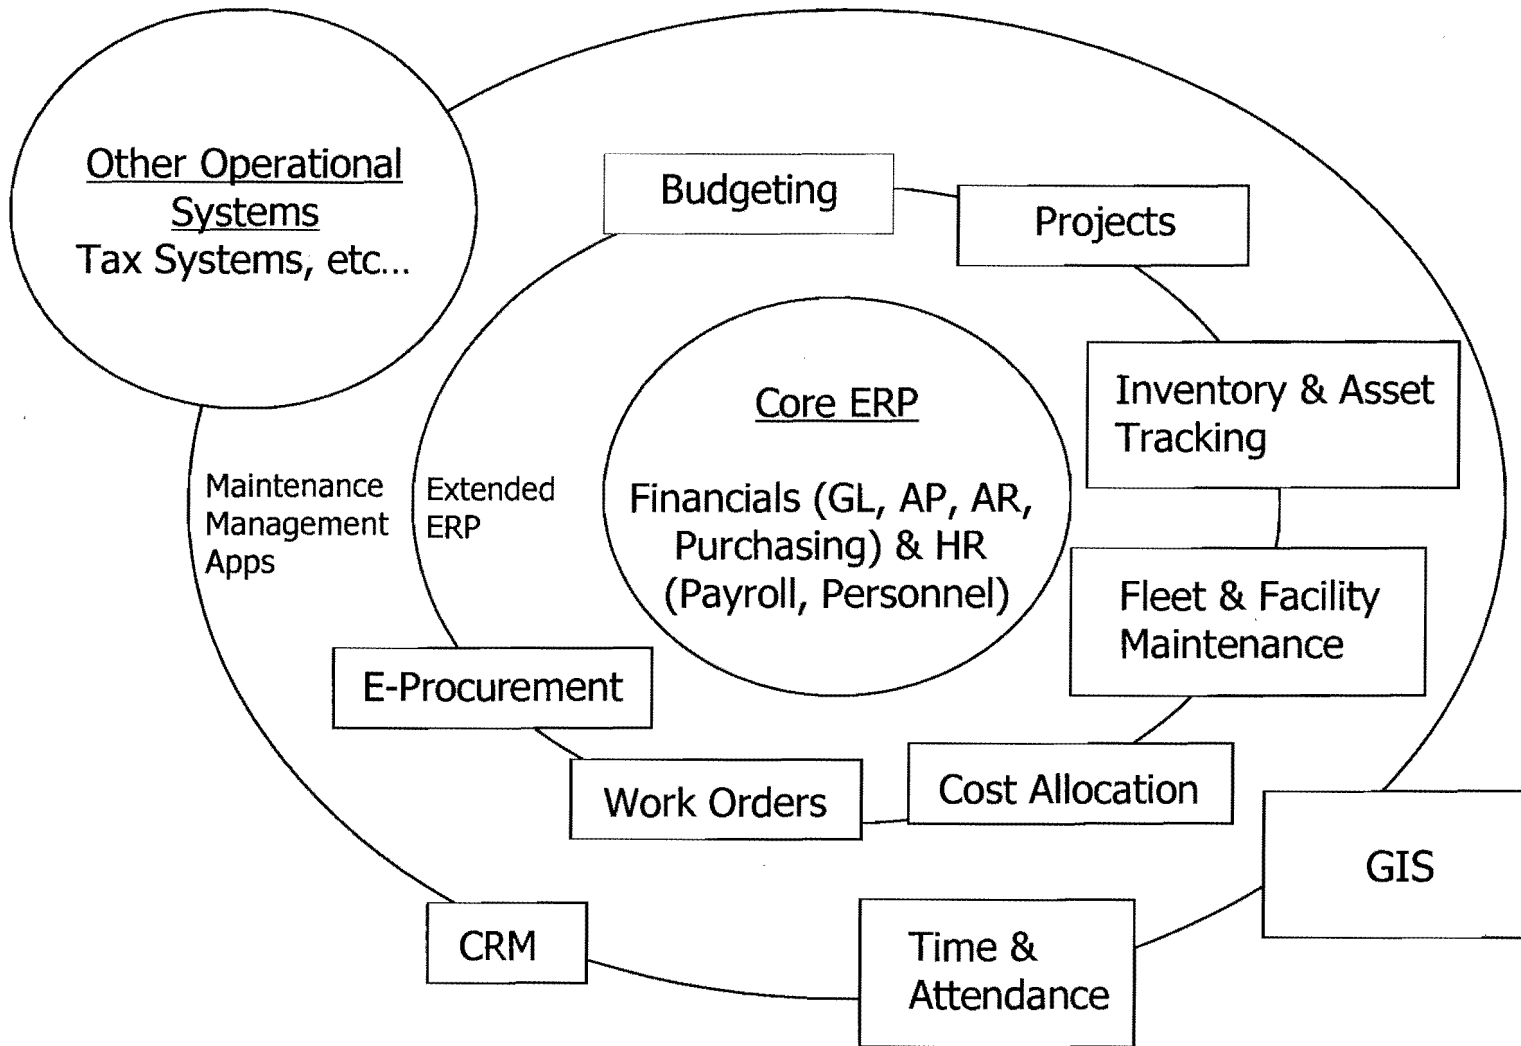 Other Operational
Systems
Tax Systems, etc...
Budgeting
Projects
Inventory & Asset
Tracking
Core ERP
Financials (GL, AP, AR,
Purchasing) & HR
(Payroll, Personnel)
Maintenance
Management
Apps
Extended
ERP
Fleet & Facility
Maintenance
E-Procurement
Work Orders
Cost Allocation
GIS
CRM
Time &
Attendance